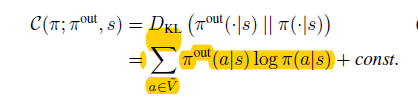 𝒞(π; π^out, s) = D_KL (π^out(·|s) || π(·|s))
= ∑_{a∈Ṽ} π^out(a|s) log π(a|s) + const.